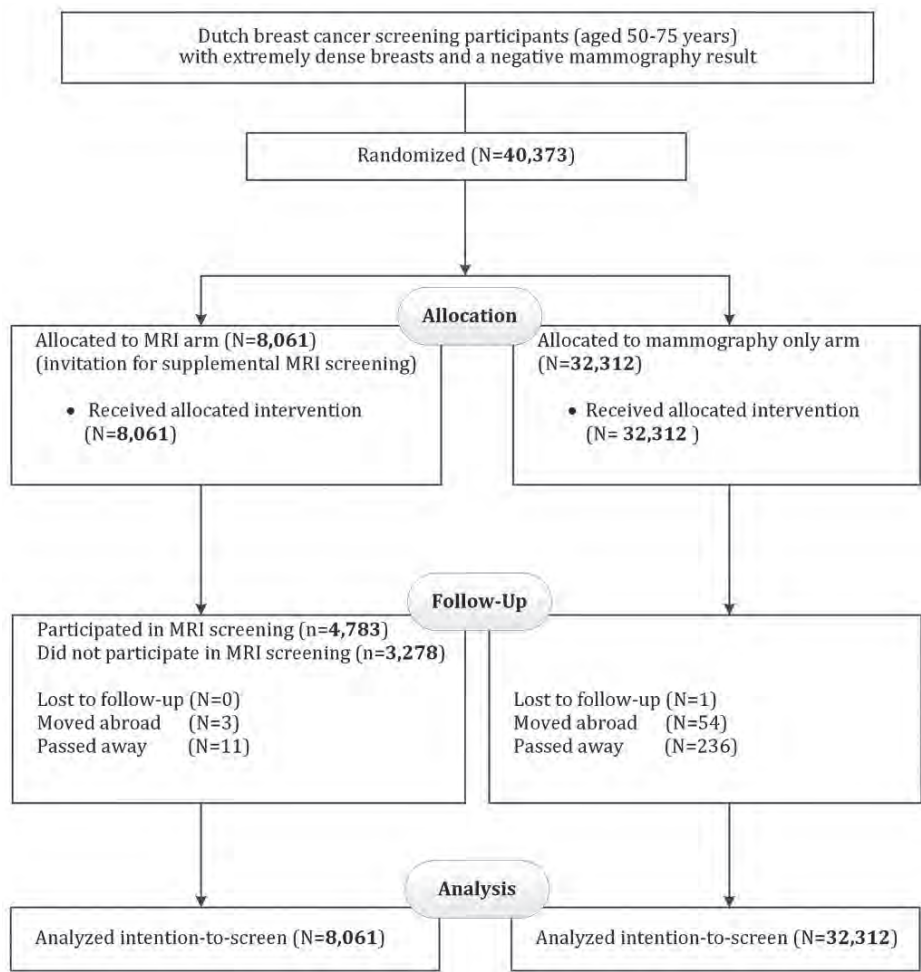 Dutch breast cancer screening participants (aged 50-75 years)
with extremely dense breasts and a negative mammography result
Randomized (N=40,373)
Allocation
Allocated to MRI arm (N=8,061)
(invitation for supplemental MRI screening)
• Received allocated intervention
(N=8,061)
Allocated to mammography only arm
(N=32,312)
• Received allocated intervention
(N= 32,312 )
Follow-Up
Participated in MRI screening (n=4,783)
Did not participate in MRI screening (n=3,278)
Lost to follow-up (N=0)
Moved abroad (N=3)
Passed away (N=11)
Lost to follow-up (N=1)
Moved abroad (N=54)
Passed away (N=236)
Analysis
Analyzed intention-to-screen (N=8,061)
Analyzed intention-to-screen (N=32,312)